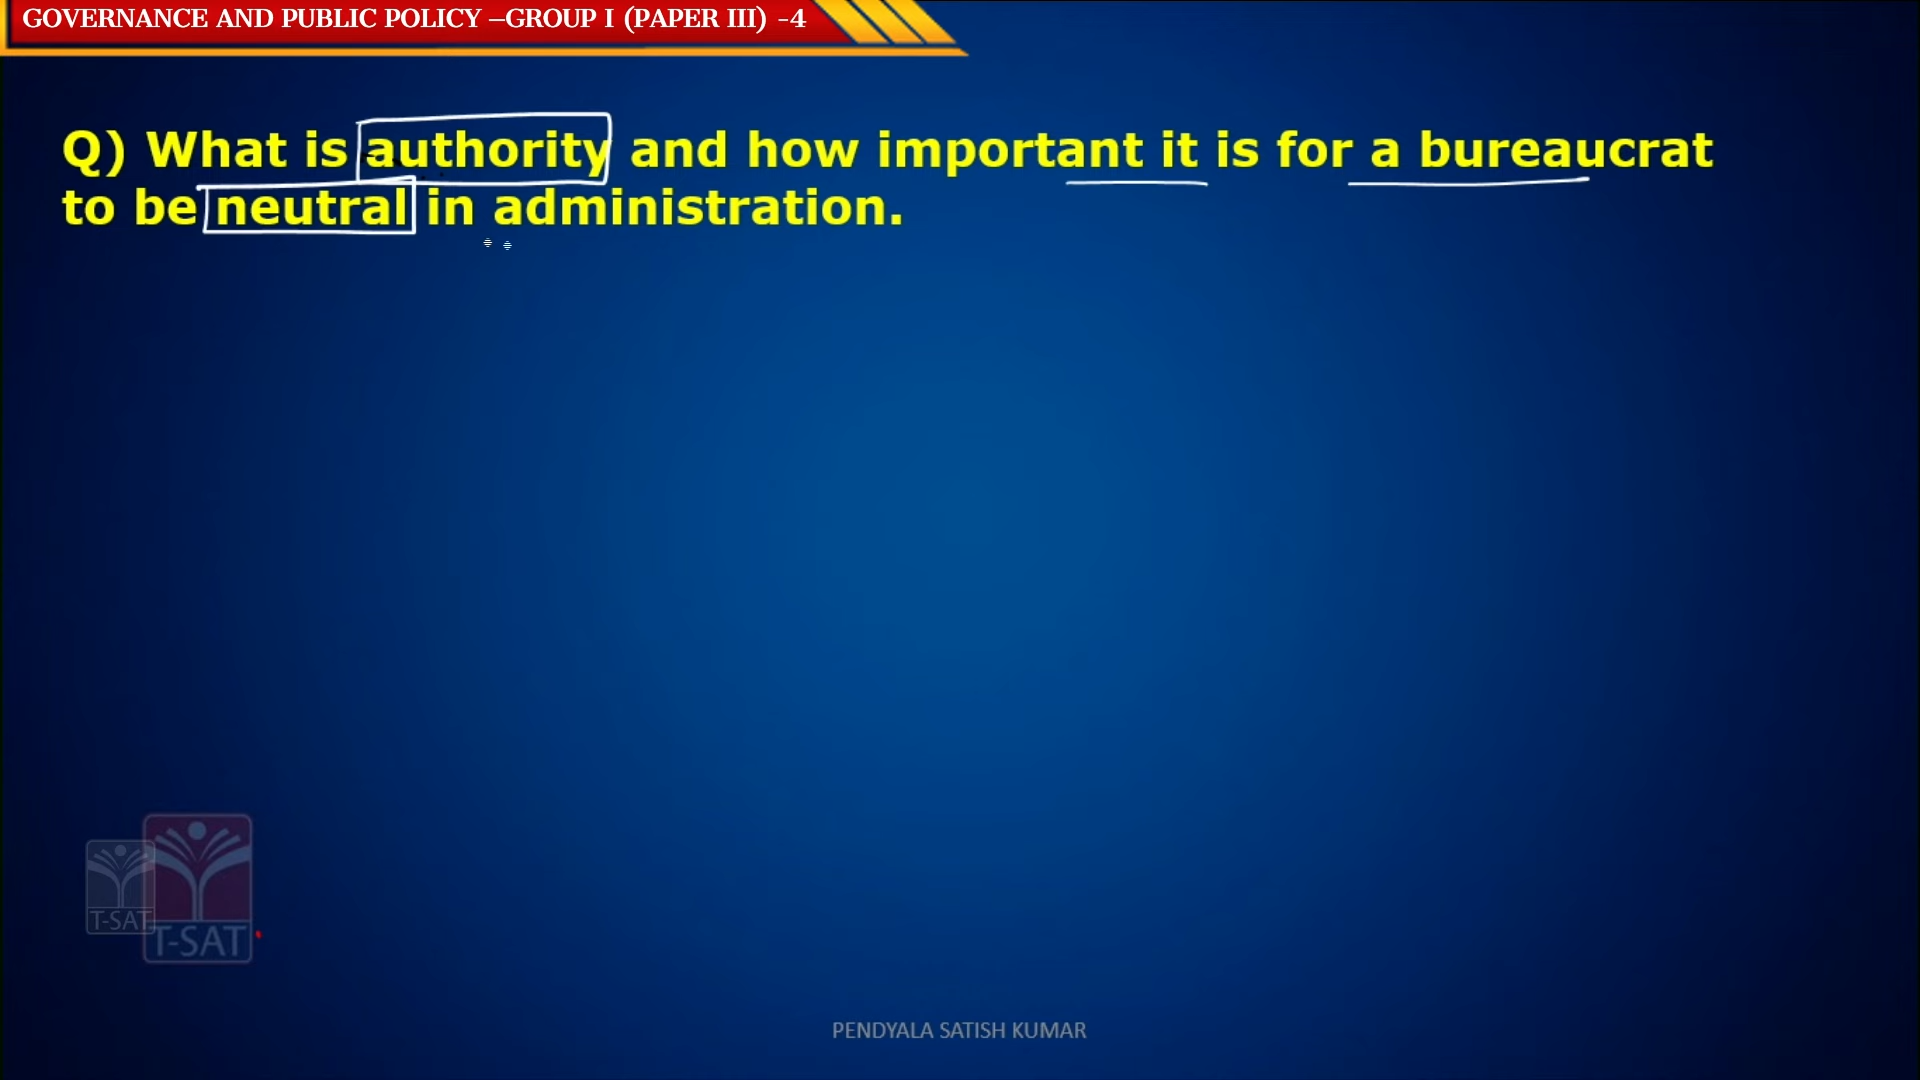 GOVERNANCE AND PUBLIC POLICY –GROUP I (PAPER III) -4
Q) What is authority and how important it is for a bureaucrat
to be neutral in administration.
T-SAT
T-SAT
PENDYALA SATISH KUMAR